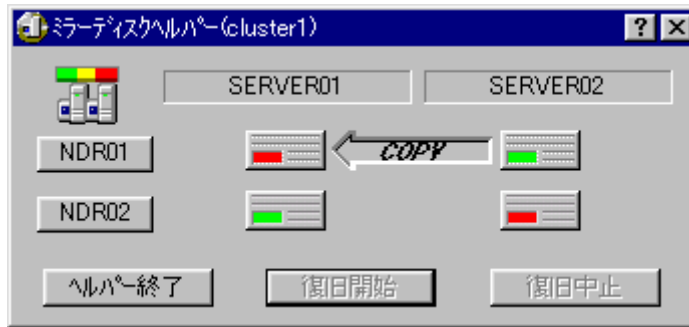 ミラーディスクヘルパー(cluster1)
SERVER01 SERVER02
NDR01 COPY
NDR02
ヘルパー終了 復旧開始 復旧中止